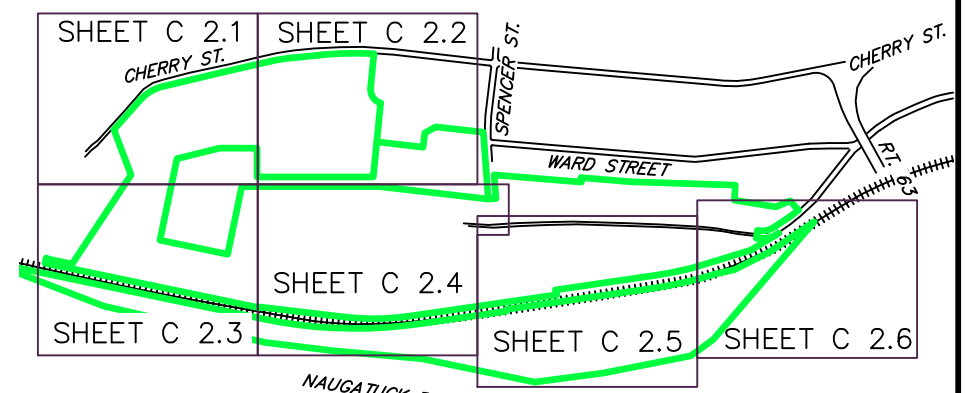 SHEET C 2.1
SHEET C 2.2
CHERRY ST.
SPENCER ST.
CHERRY ST.
WARD STREET
RT. 63
SHEET C 2.4
SHEET C 2.3
SHEET C 2.5
SHEET C 2.6
NAUGATUCK